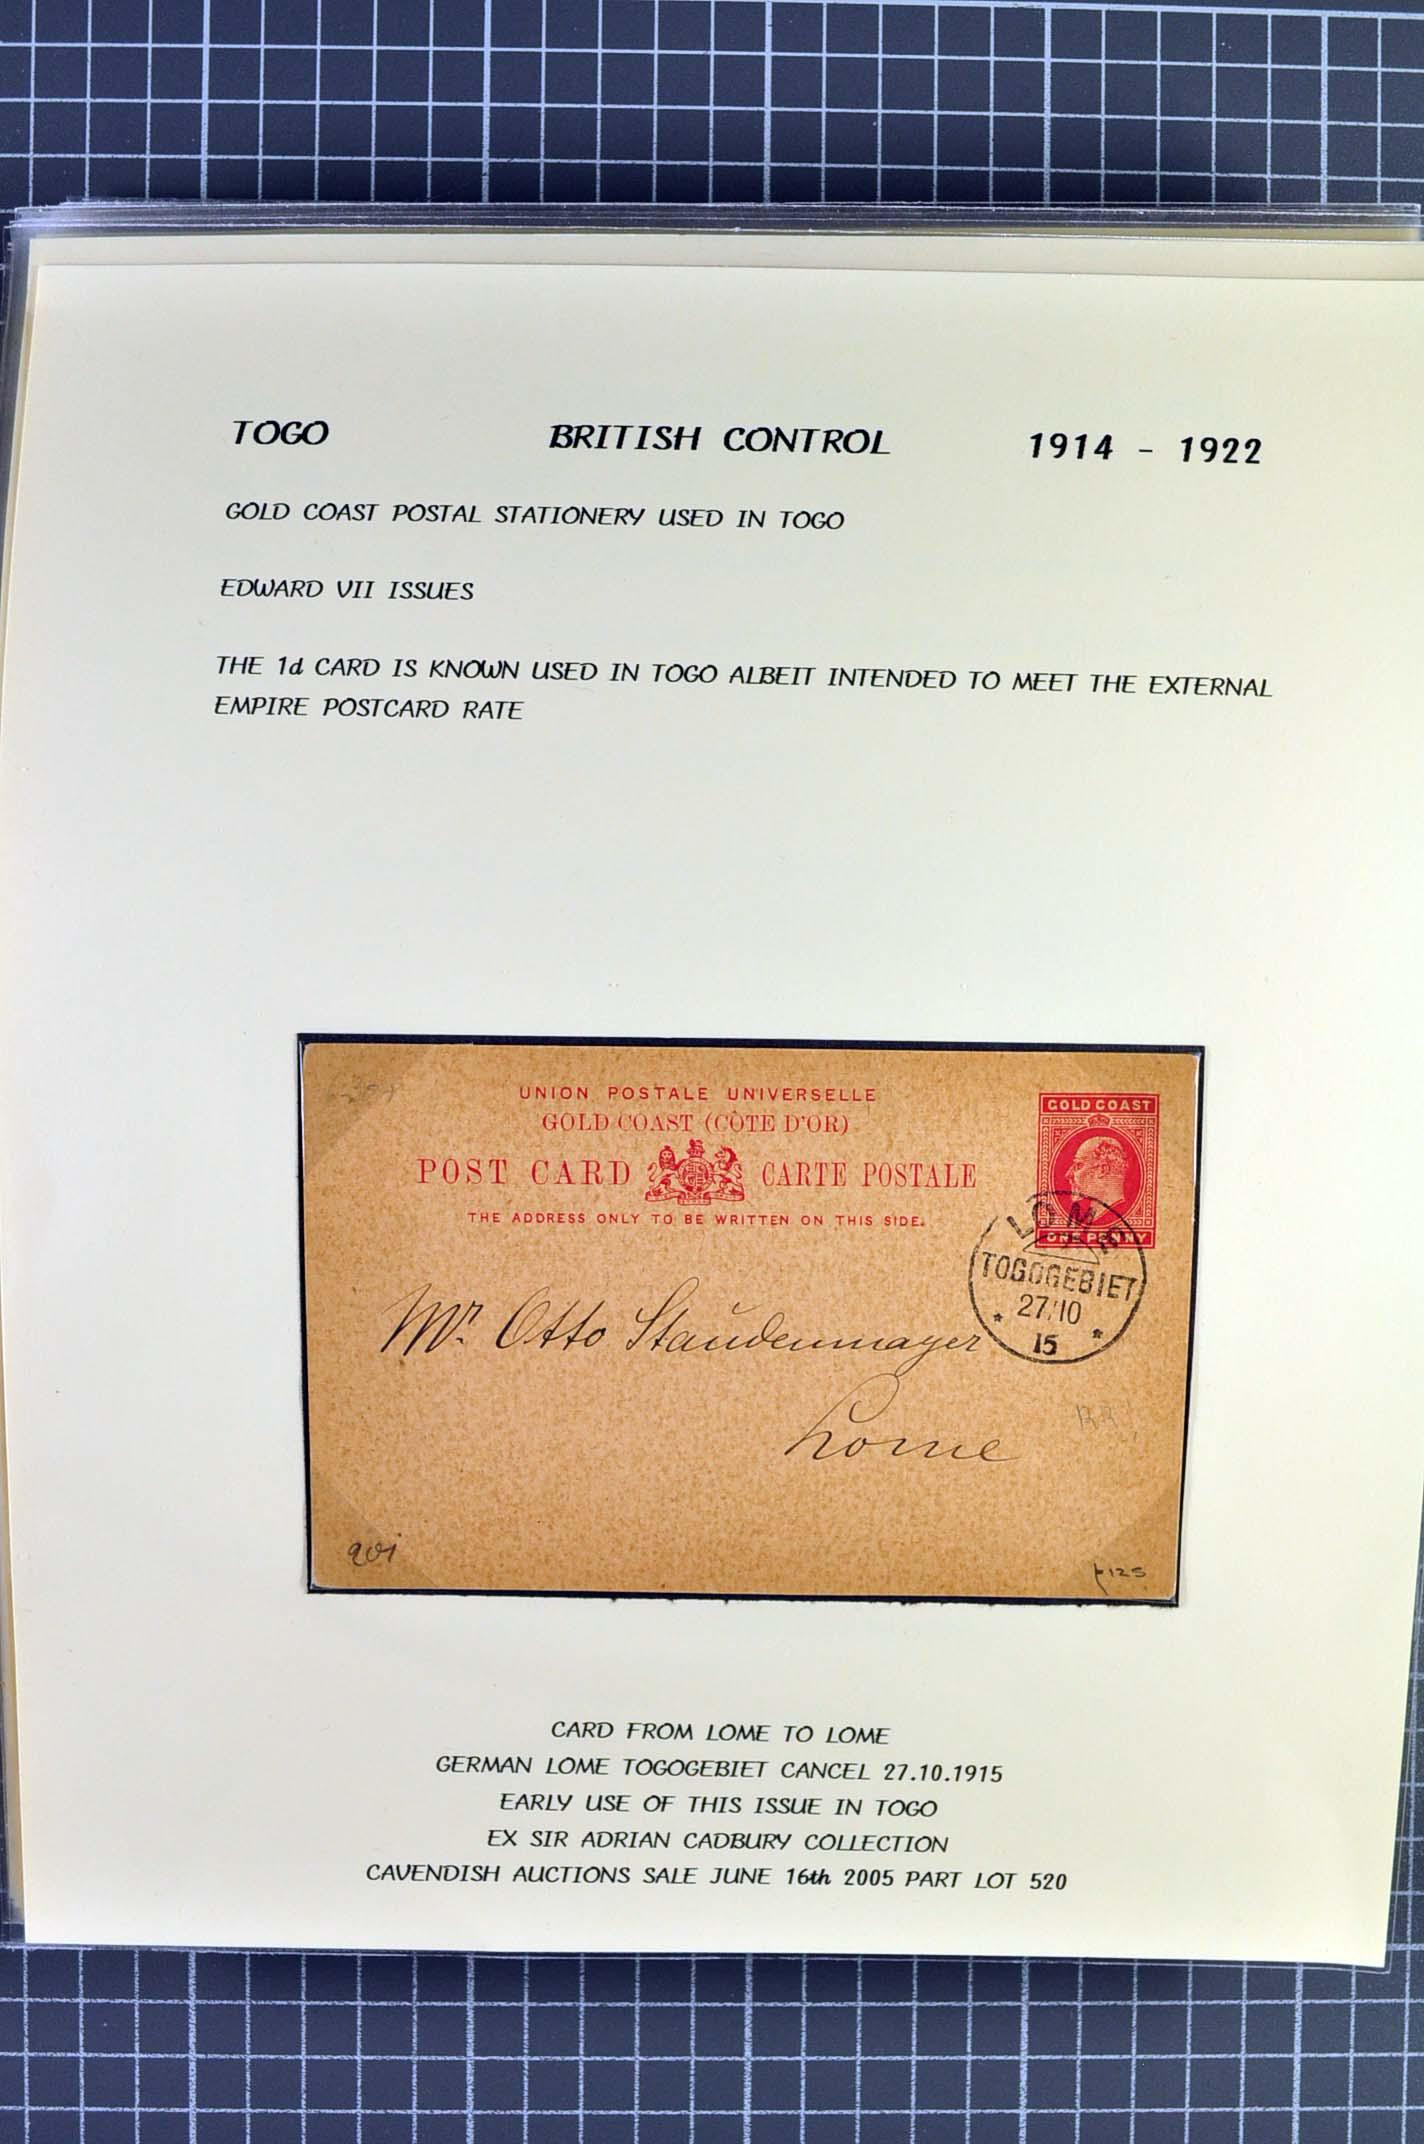 TOGO BRITISH CONTROL 1914 - 1922
GOLD COAST POSTAL STATIONERY USED IN TOGO
EDWARD VII ISSUES
THE 1d CARD IS KNOWN USED IN TOGO ALBEIT INTENDED TO MEET THE EXTERNAL
EMPIRE POSTCARD RATE
UNION POSTALE UNIVERSELLE
GOLD COAST (CÔTE D'OR)
POST CARD CARTE POSTALE
THE ADDRESS ONLY TO BE WRITTEN ON THIS SIDE.
GOLD COAST
ONE PENNY
LOME
TOGOGEBIET
27/10
* 15 *
Mr. Otto Staudenmayer
Lome
CARD FROM LOME TO LOME
GERMAN LOME TOGOGEBIET CANCEL 27.10.1915
EARLY USE OF THIS ISSUE IN TOGO
EX SIR ADRIAN CADBURY COLLECTION
CAVENDISH AUCTIONS SALE JUNE 16th 2005 PART LOT 520